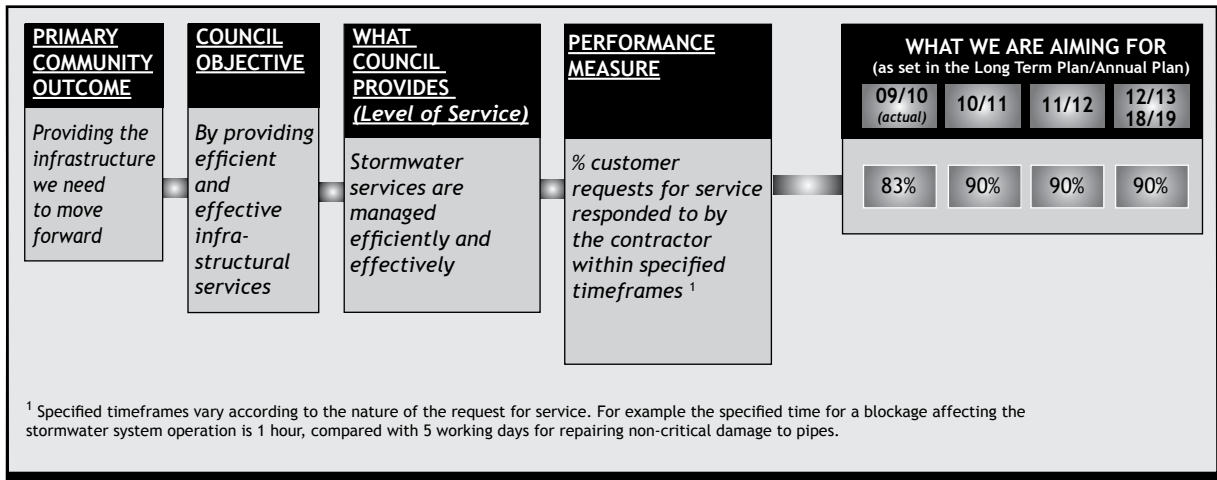 PRIMARY
COMMUNITY
OUTCOME
Providing the
infrastructure
we need
to move
forward
COUNCIL
OBJECTIVE
By providing
efficient
and
effective
infra-
structural
services
WHAT
COUNCIL
PROVIDES
(Level of Service)
Stormwater
services are
managed
efficiently and
effectively
PERFORMANCE
MEASURE
% customer
requests for service
responded to by
the contractor
within specified
timeframes ¹
WHAT WE ARE AIMING FOR
(as set in the Long Term Plan/Annual Plan)
09/10
(actual)
10/11
11/12
12/13
18/19
83% 90% 90% 90%
¹ Specified timeframes vary according to the nature of the request for service. For example the specified time for a blockage affecting the
stormwater system operation is 1 hour, compared with 5 working days for repairing non-critical damage to pipes.